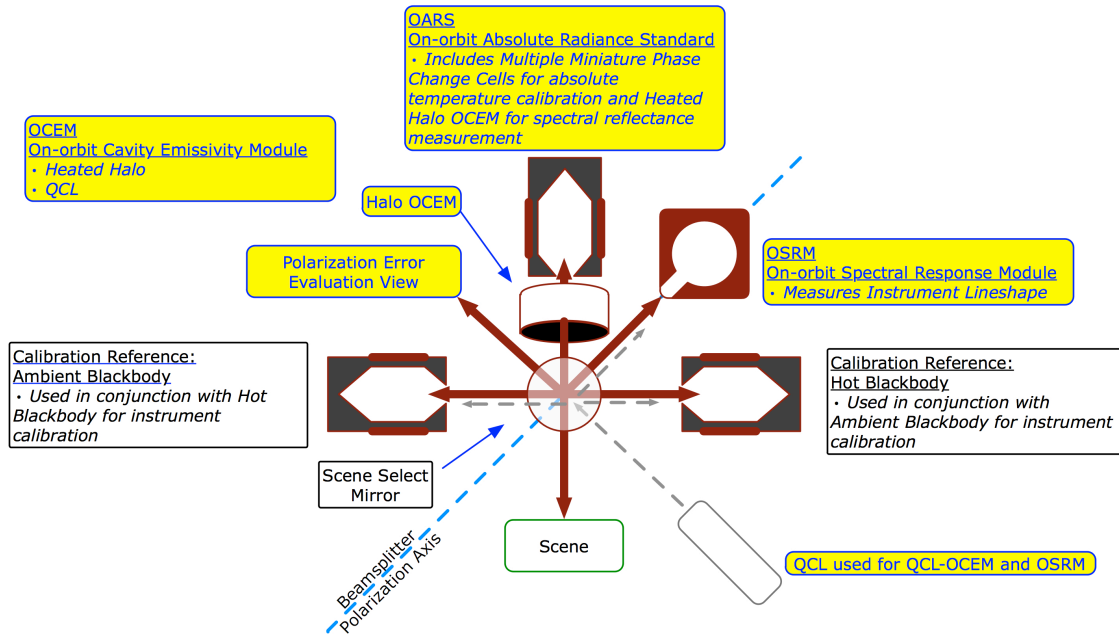 OARS
On-orbit Absolute Radiance Standard
• Includes Multiple Miniature Phase
Change Cells for absolute
temperature calibration and Heated
Halo OCEM for spectral reflectance
measurement
OCEM
On-orbit Cavity Emissivity Module
• Heated Halo
• QCL
Halo OCEM
Polarization Error
Evaluation View
OSRM
On-orbit Spectral Response Module
• Measures Instrument Lineshape
Calibration Reference:
Ambient Blackbody
• Used in conjunction with Hot
Blackbody for instrument
calibration
Calibration Reference:
Hot Blackbody
• Used in conjunction with
Ambient Blackbody for instrument
calibration
Scene Select
Mirror
Scene
Beamsplitter
Polarization Axis
QCL used for QCL-OCEM and OSRM